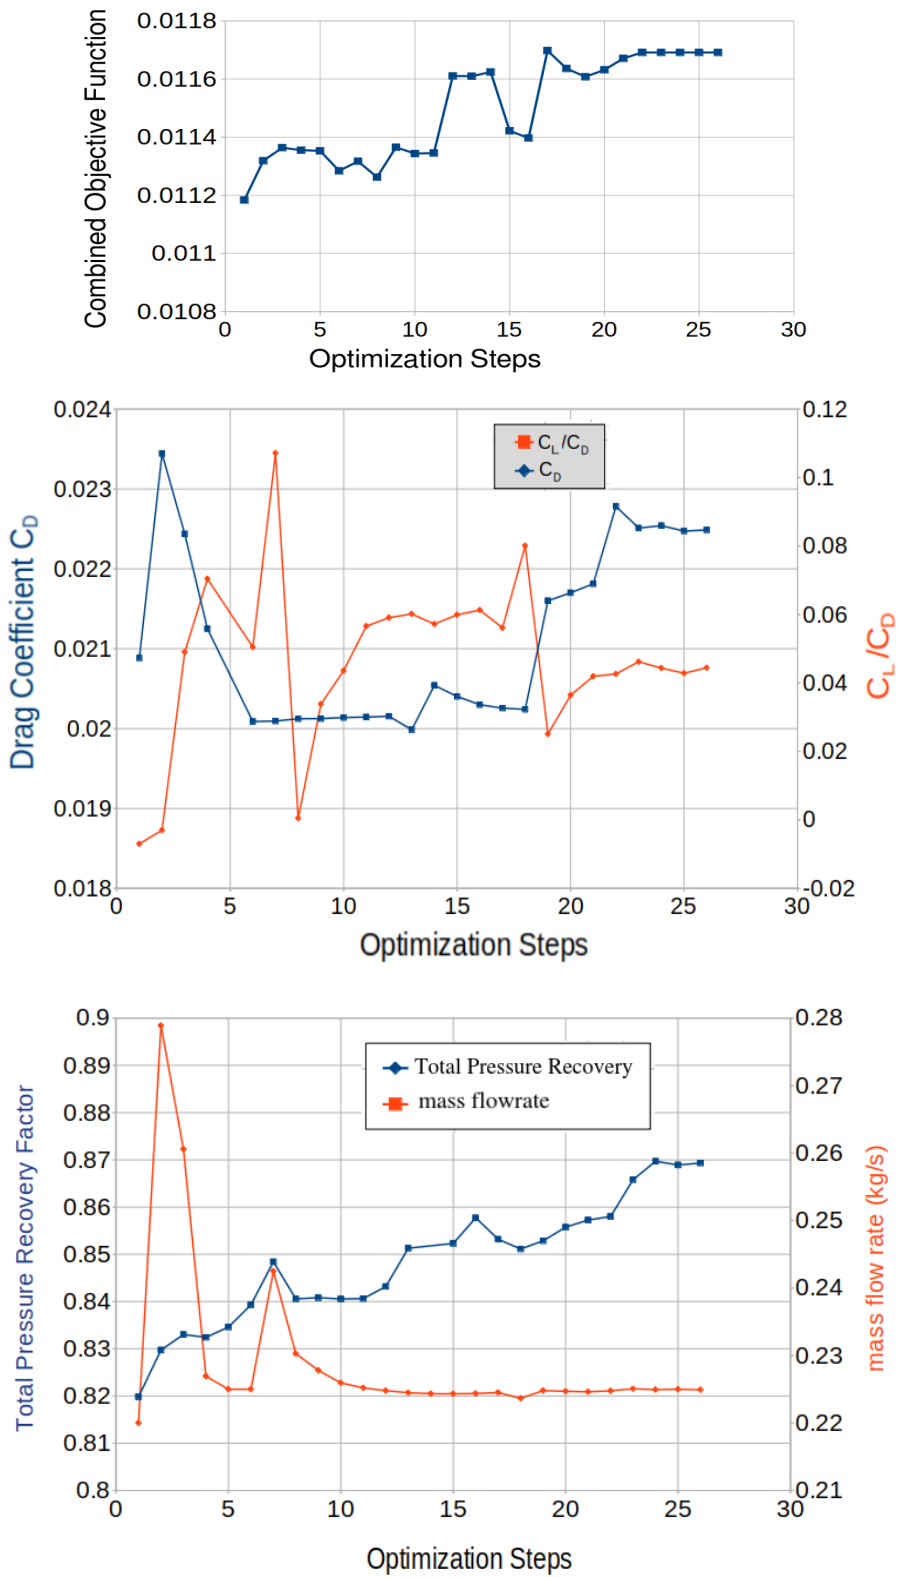 Combined Objective Function
0.0118
0.0116
0.0114
0.0112
0.011
0.0108
0 5 10 15 20 25 30
Optimization Steps
Drag Coefficient CD
0.024
0.023
0.022
0.021
0.02
0.019
0.018
CL/CD
CD
0.12
0.1
0.08
0.06
0.04
0.02
0
-0.02
CL/CD
0 5 10 15 20 25 30
Optimization Steps
Total Pressure Recovery Factor
0.9
0.89
0.88
0.87
0.86
0.85
0.84
0.83
0.82
0.81
0.8
Total Pressure Recovery
mass flowrate
0.28
0.27
0.26
0.25
0.24
0.23
0.22
0.21
mass flow rate (kg/s)
0 5 10 15 20 25 30
Optimization Steps